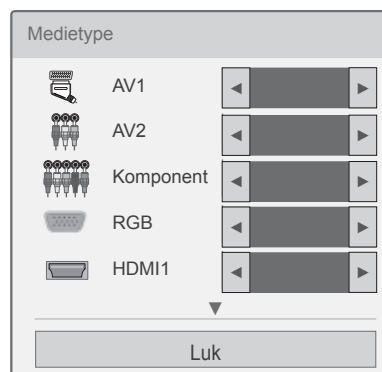 Medietype
AV1
AV2
Komponent
RGB
HDMI1
Luk